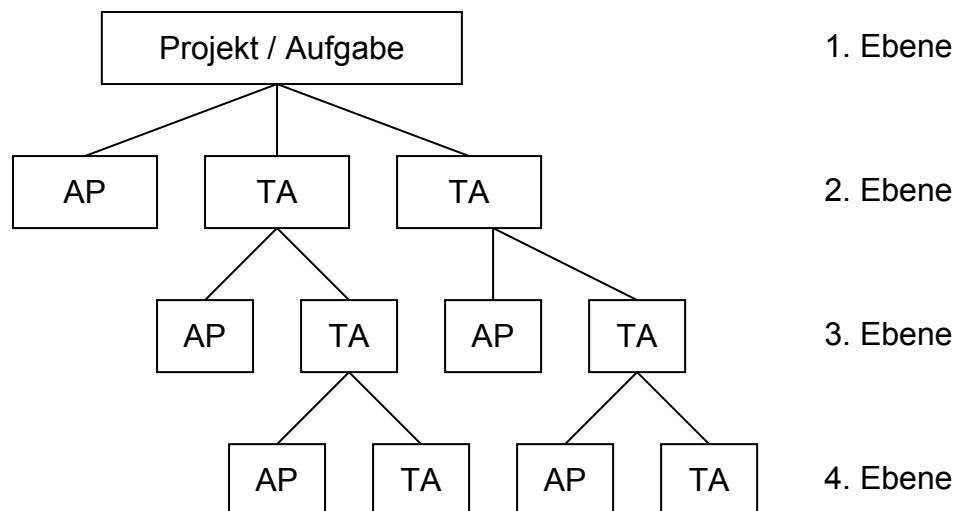 Projekt / Aufgabe 1. Ebene
AP TA TA 2. Ebene
AP TA AP TA 3. Ebene
AP TA AP TA 4. Ebene